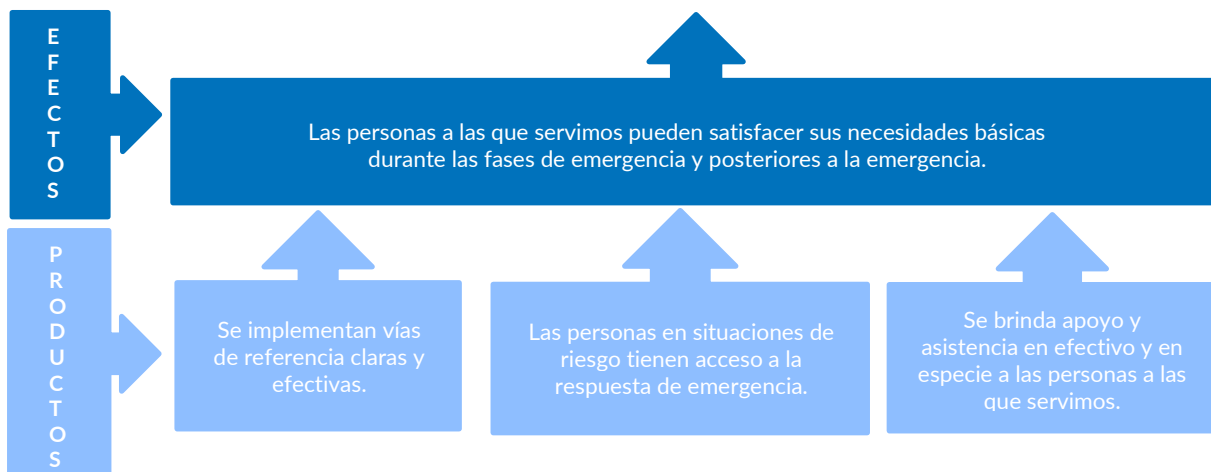 EFECTOS
Las personas a las que servimos pueden satisfacer sus necesidades básicas
durante las fases de emergencia y posteriores a la emergencia.
PRODUCTOS
Se implementan vías
de referencia claras y
efectivas.
Las personas en situaciones de
riesgo tienen acceso a la
respuesta de emergencia.
Se brinda apoyo y
asistencia en efectivo y en
especie a las personas a las
que servimos.